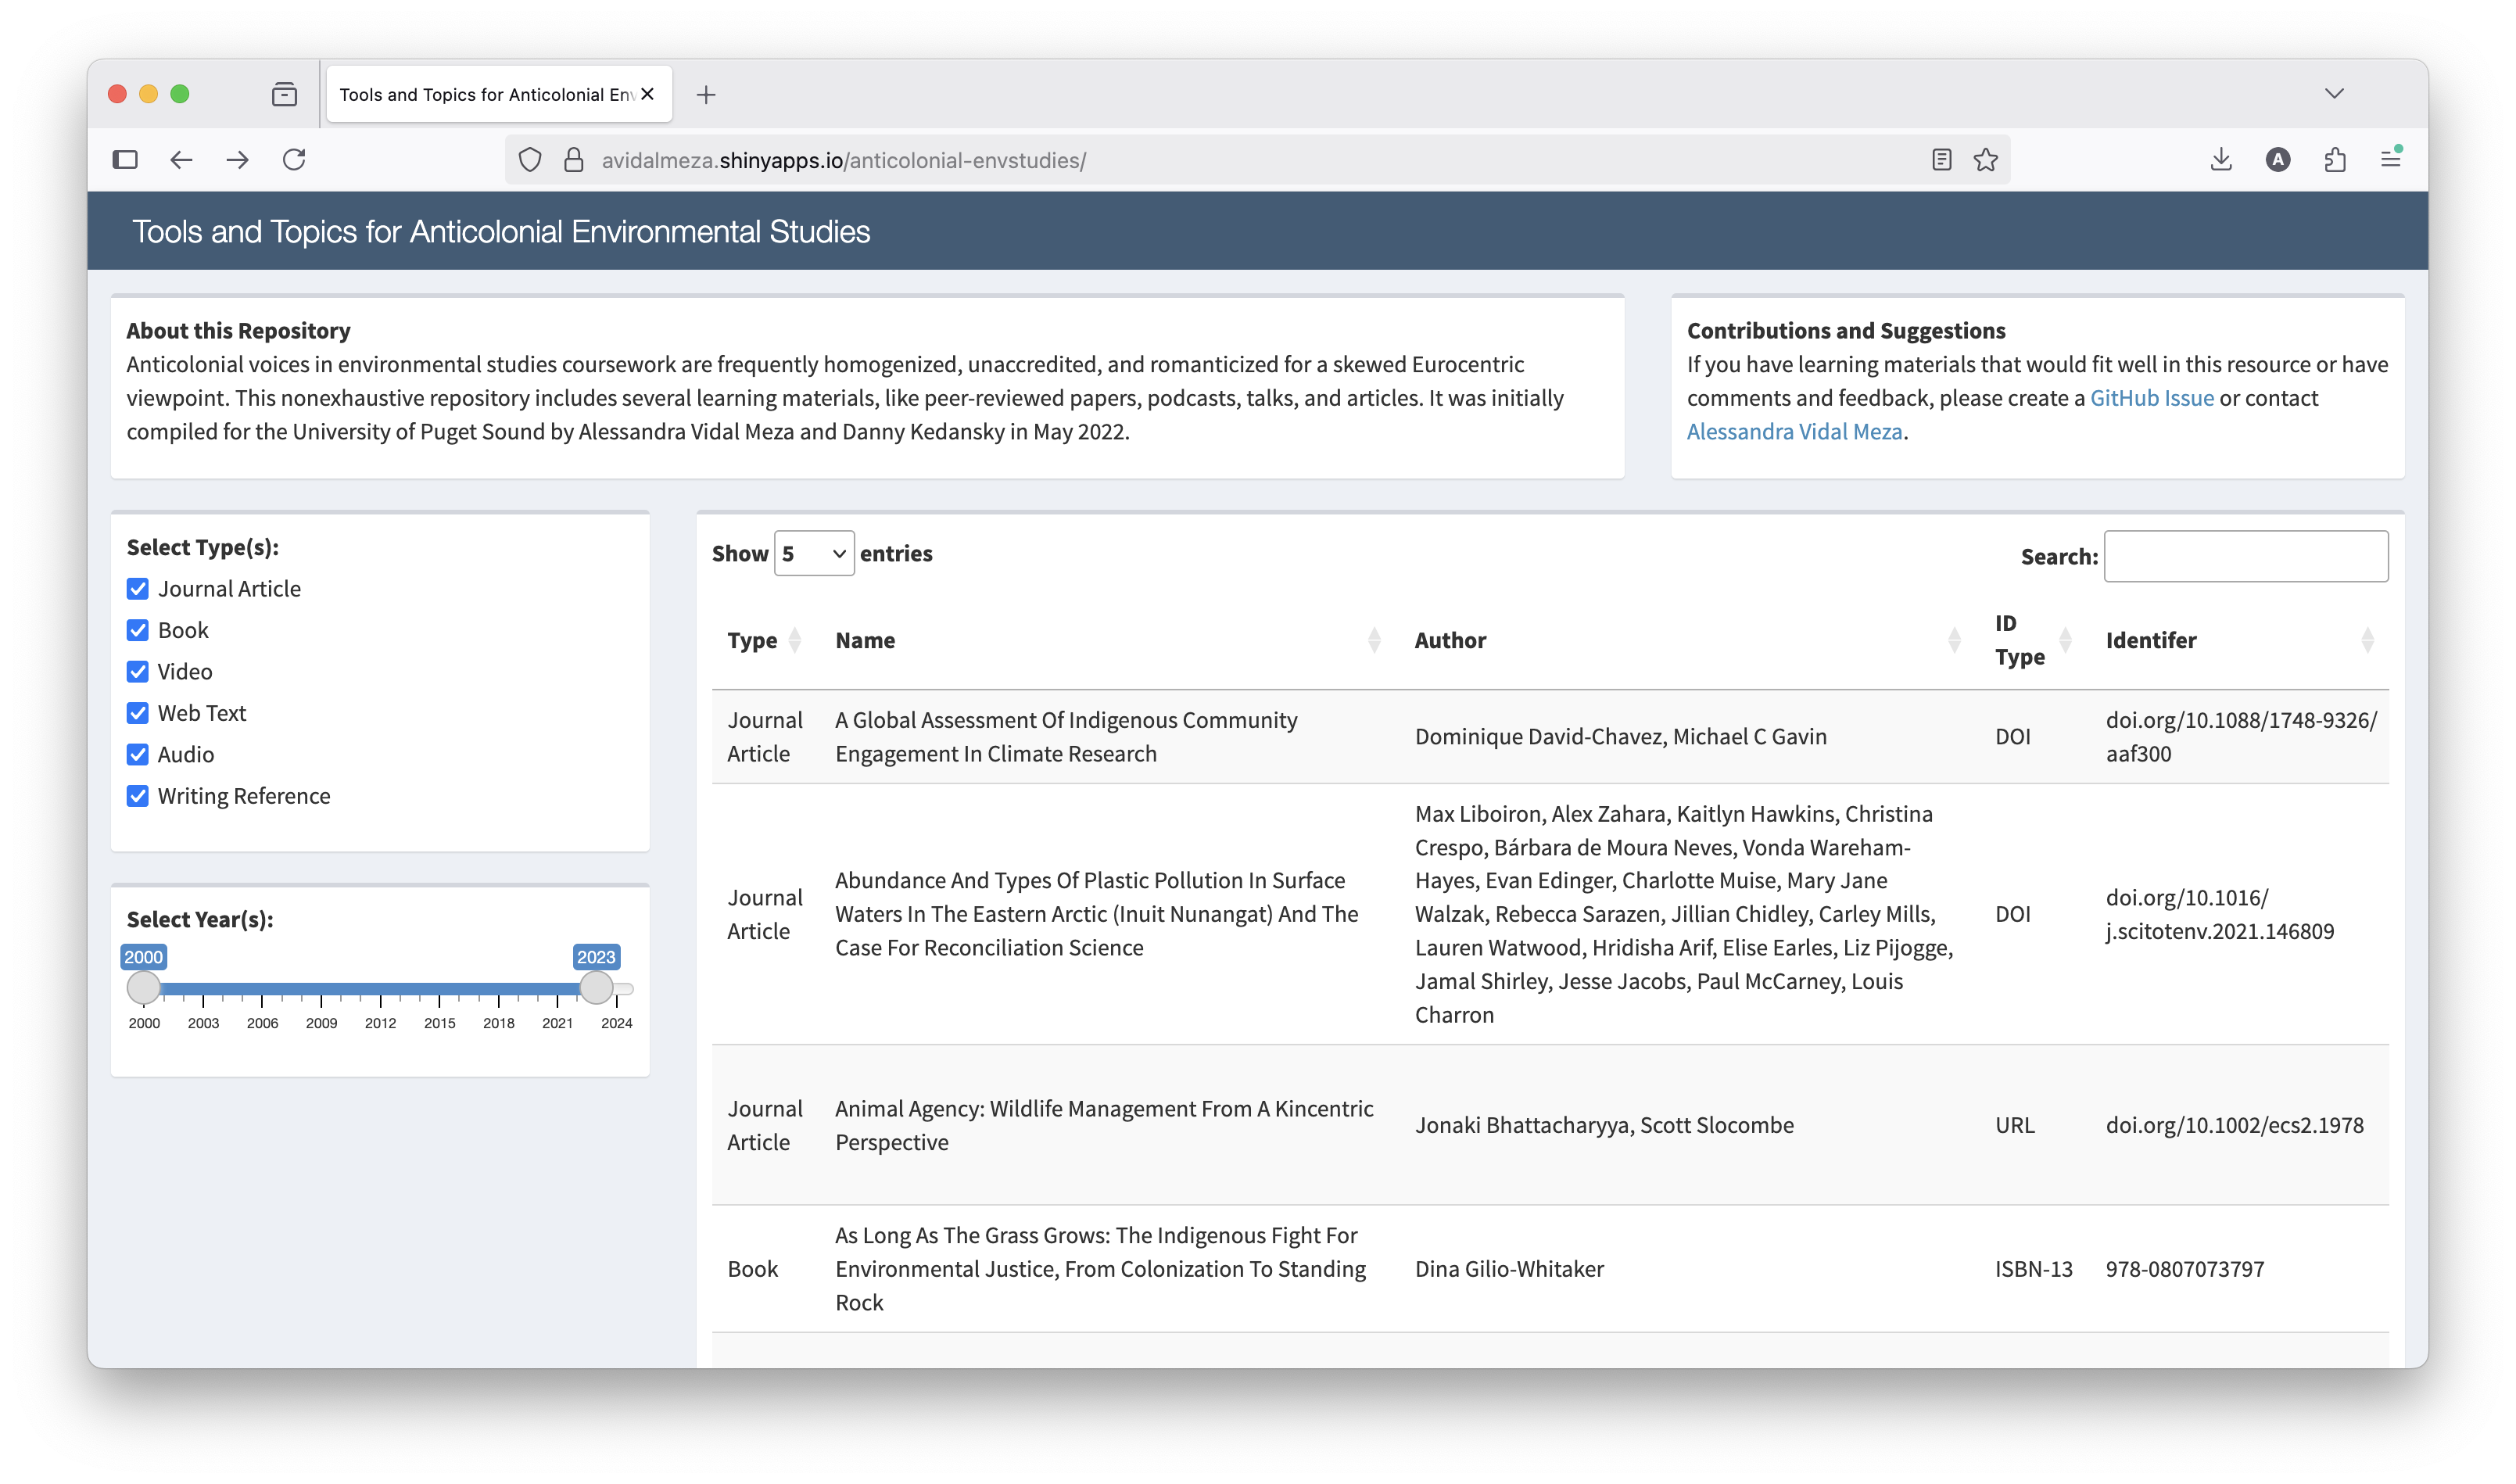 Tools and Topics for Anticolonial Env
avidalmeza.shinyapps.io/anticolonial-envstudies/
A
Tools and Topics for Anticolonial Environmental Studies
About this Repository
Anticolonial voices in environmental studies coursework are frequently homogenized, unaccredited, and romanticized for a skewed Eurocentric
viewpoint. This nonexhaustive repository includes several learning materials, like peer-reviewed papers, podcasts, talks, and articles. It was initially
compiled for the University of Puget Sound by Alessandra Vidal Meza and Danny Kedansky in May 2022.
Contributions and Suggestions
If you have learning materials that would fit well in this resource or have
comments and feedback, please create a GitHub Issue or contact
Alessandra Vidal Meza.
Select Type(s):
Journal Article
Book
Video
Web Text
Audio
Writing Reference
Select Year(s):
2000 2023
2000 2003 2006 2009 2012 2015 2018 2021 2024
Show 5 entries
Search:
Type Name Author ID Type Identifer
Journal Article
A Global Assessment Of Indigenous Community
Engagement In Climate Research
Dominique David-Chavez, Michael C Gavin
DOI
doi.org/10.1088/1748-9326/
aaf300
Journal Article
Abundance And Types Of Plastic Pollution In Surface
Waters In The Eastern Arctic (Inuit Nunangat) And The
Case For Reconciliation Science
Max Liboiron, Alex Zahara, Kaitlyn Hawkins, Christina
Crespo, Bárbara de Moura Neves, Vonda Wareham-
Hayes, Evan Edinger, Charlotte Muise, Mary Jane
Walzak, Rebecca Sarazen, Jillian Chidley, Carley Mills,
Lauren Watwood, Hridisha Arif, Elise Earles, Liz Pijogge,
Jamal Shirley, Jesse Jacobs, Paul McCarney, Louis
Charron
DOI
doi.org/10.1016/
j.scitotenv.2021.146809
Journal Article
Animal Agency: Wildlife Management From A Kincentric
Perspective
Jonaki Bhattacharyya, Scott Slocombe
URL
doi.org/10.1002/ecs2.1978
Book
As Long As The Grass Grows: The Indigenous Fight For
Environmental Justice, From Colonization To Standing
Rock
Dina Gilio-Whitaker
ISBN-13
978-0807073797